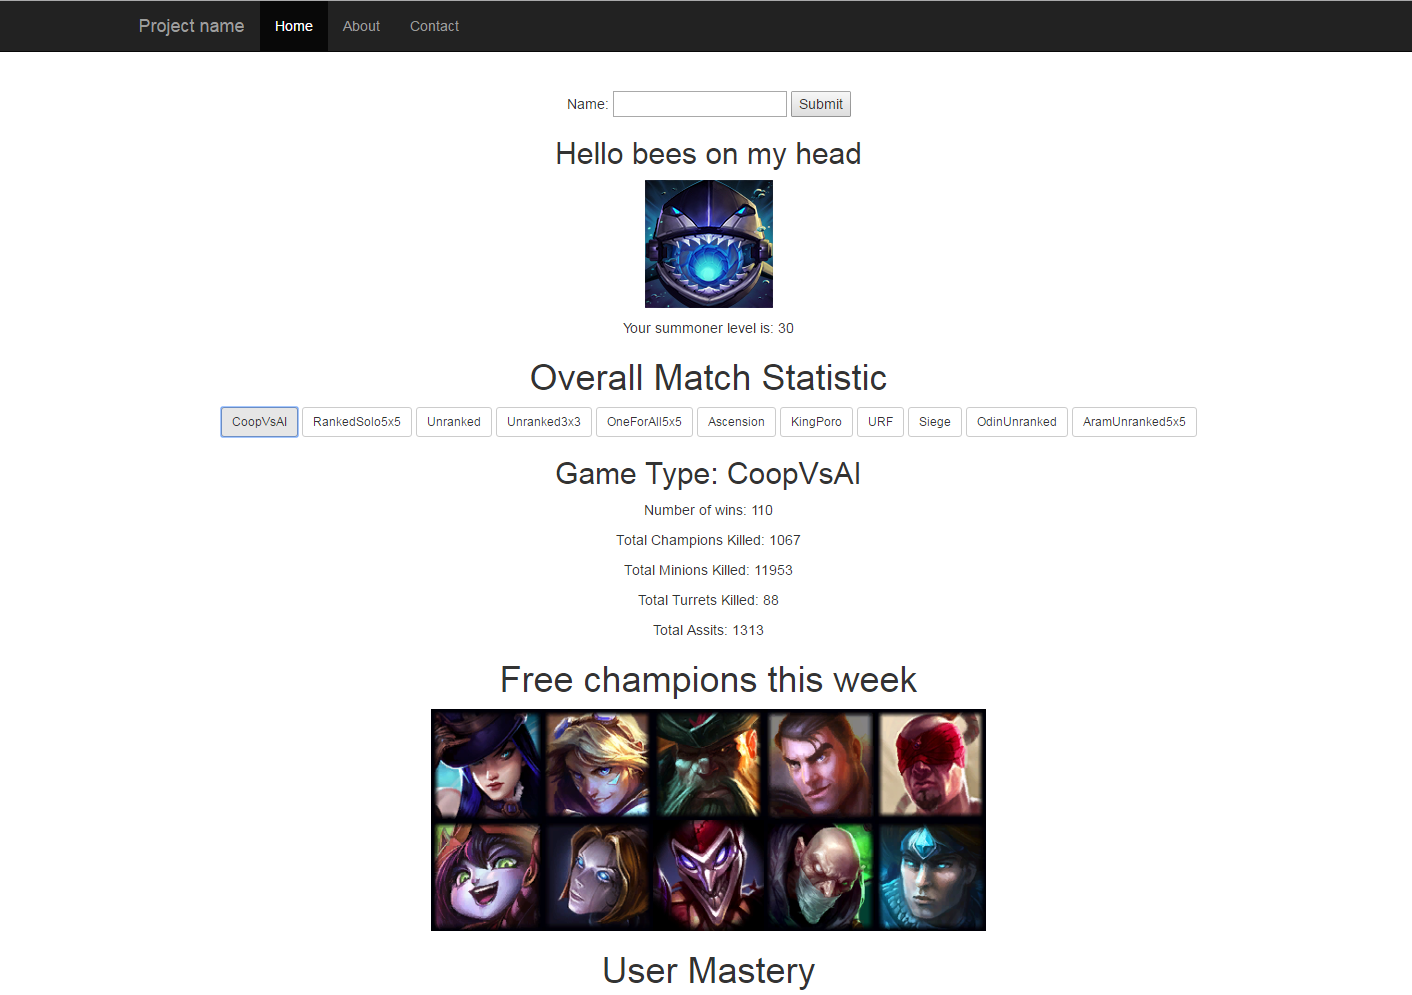 Project name Home About Contact
Name: Submit
Hello bees on my head
Your summoner level is: 30
Overall Match Statistic
CoopVsAI RankedSolo5x5 Unranked Unranked3x3 OneForAll5x5 Ascension KingPoro URF Siege OdinUnranked AramUnranked5x5
Game Type: CoopVsAI
Number of wins: 110
Total Champions Killed: 1067
Total Minions Killed: 11953
Total Turrets Killed: 88
Total Assits: 1313
Free champions this week
User Mastery